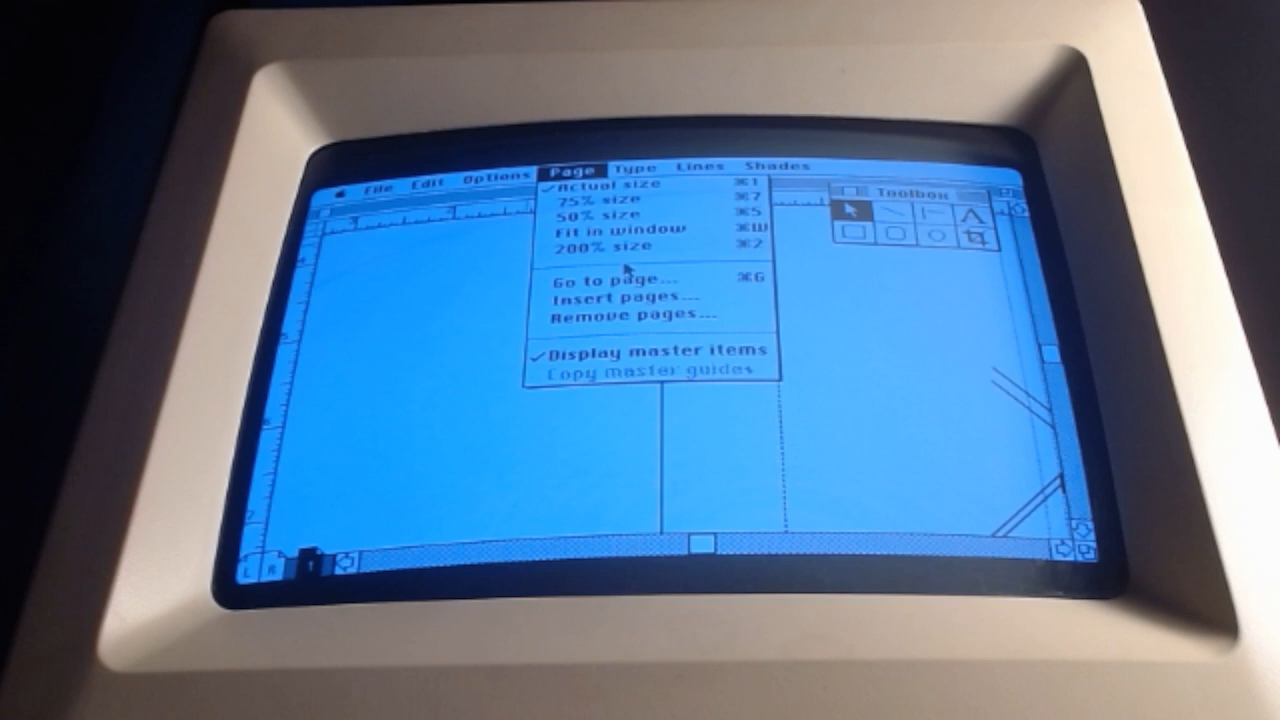 File Edit Options Page Type Lines Shades
Toolbox
✓Actual size ⌘1
75% size ⌘7
50% size ⌘5
Fit in window ⌘W
200% size ⌘2
Go to page... ⌘G
Insert pages...
Remove pages...
✓Display master items
Copy master guides
A
L R 1